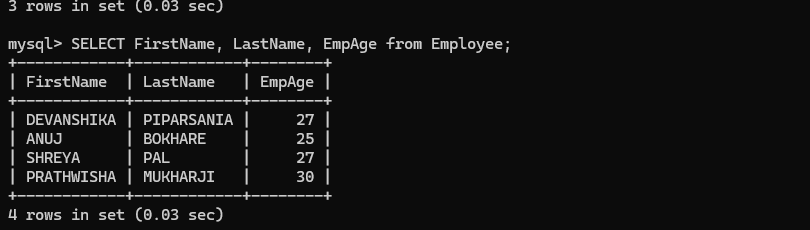 3 rows in set (0.03 sec)
mysql> SELECT FirstName, LastName, EmpAge from Employee;
+------------+------------+--------+
| FirstName  | LastName   | EmpAge |
+------------+------------+--------+
| DEVANSHIKA | PIPARSANIA |     27 |
| ANUJ       | BOKHARE    |     25 |
| SHREYA     | PAL        |     27 |
| PRATHWISHA | MUKHARJI   |     30 |
+------------+------------+--------+
4 rows in set (0.03 sec)